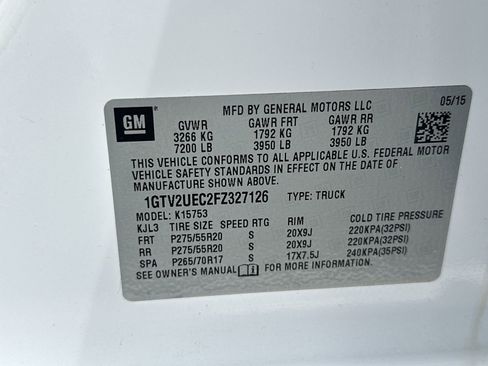 MFD BY GENERAL MOTORS LLC
05/15
GM
GVWR GAWR FRT GAWR RR
3266 KG 1792 KG 1792 KG
7200 LB 3950 LB 3950 LB
THIS VEHICLE CONFORMS TO ALL APPLICABLE U.S. FEDERAL MOTOR
VEHICLE SAFETY STANDARDS IN EFFECT ON THE DATE OF
MANUFACTURE SHOWN ABOVE.
1GTV2UEC2FZ327126 TYPE: TRUCK
MODEL: K15753
KJL3 TIRE SIZE SPEED RTG RIM COLD TIRE PRESSURE
FRT P275/55R20 S 20X9J 220KPA(32PSI)
RR P275/55R20 S 20X9J 220KPA(32PSI)
SPA P265/70R17 S 17X7.5J 240KPA(35PSI)
SEE OWNER'S MANUAL FOR MORE INFORMATION.